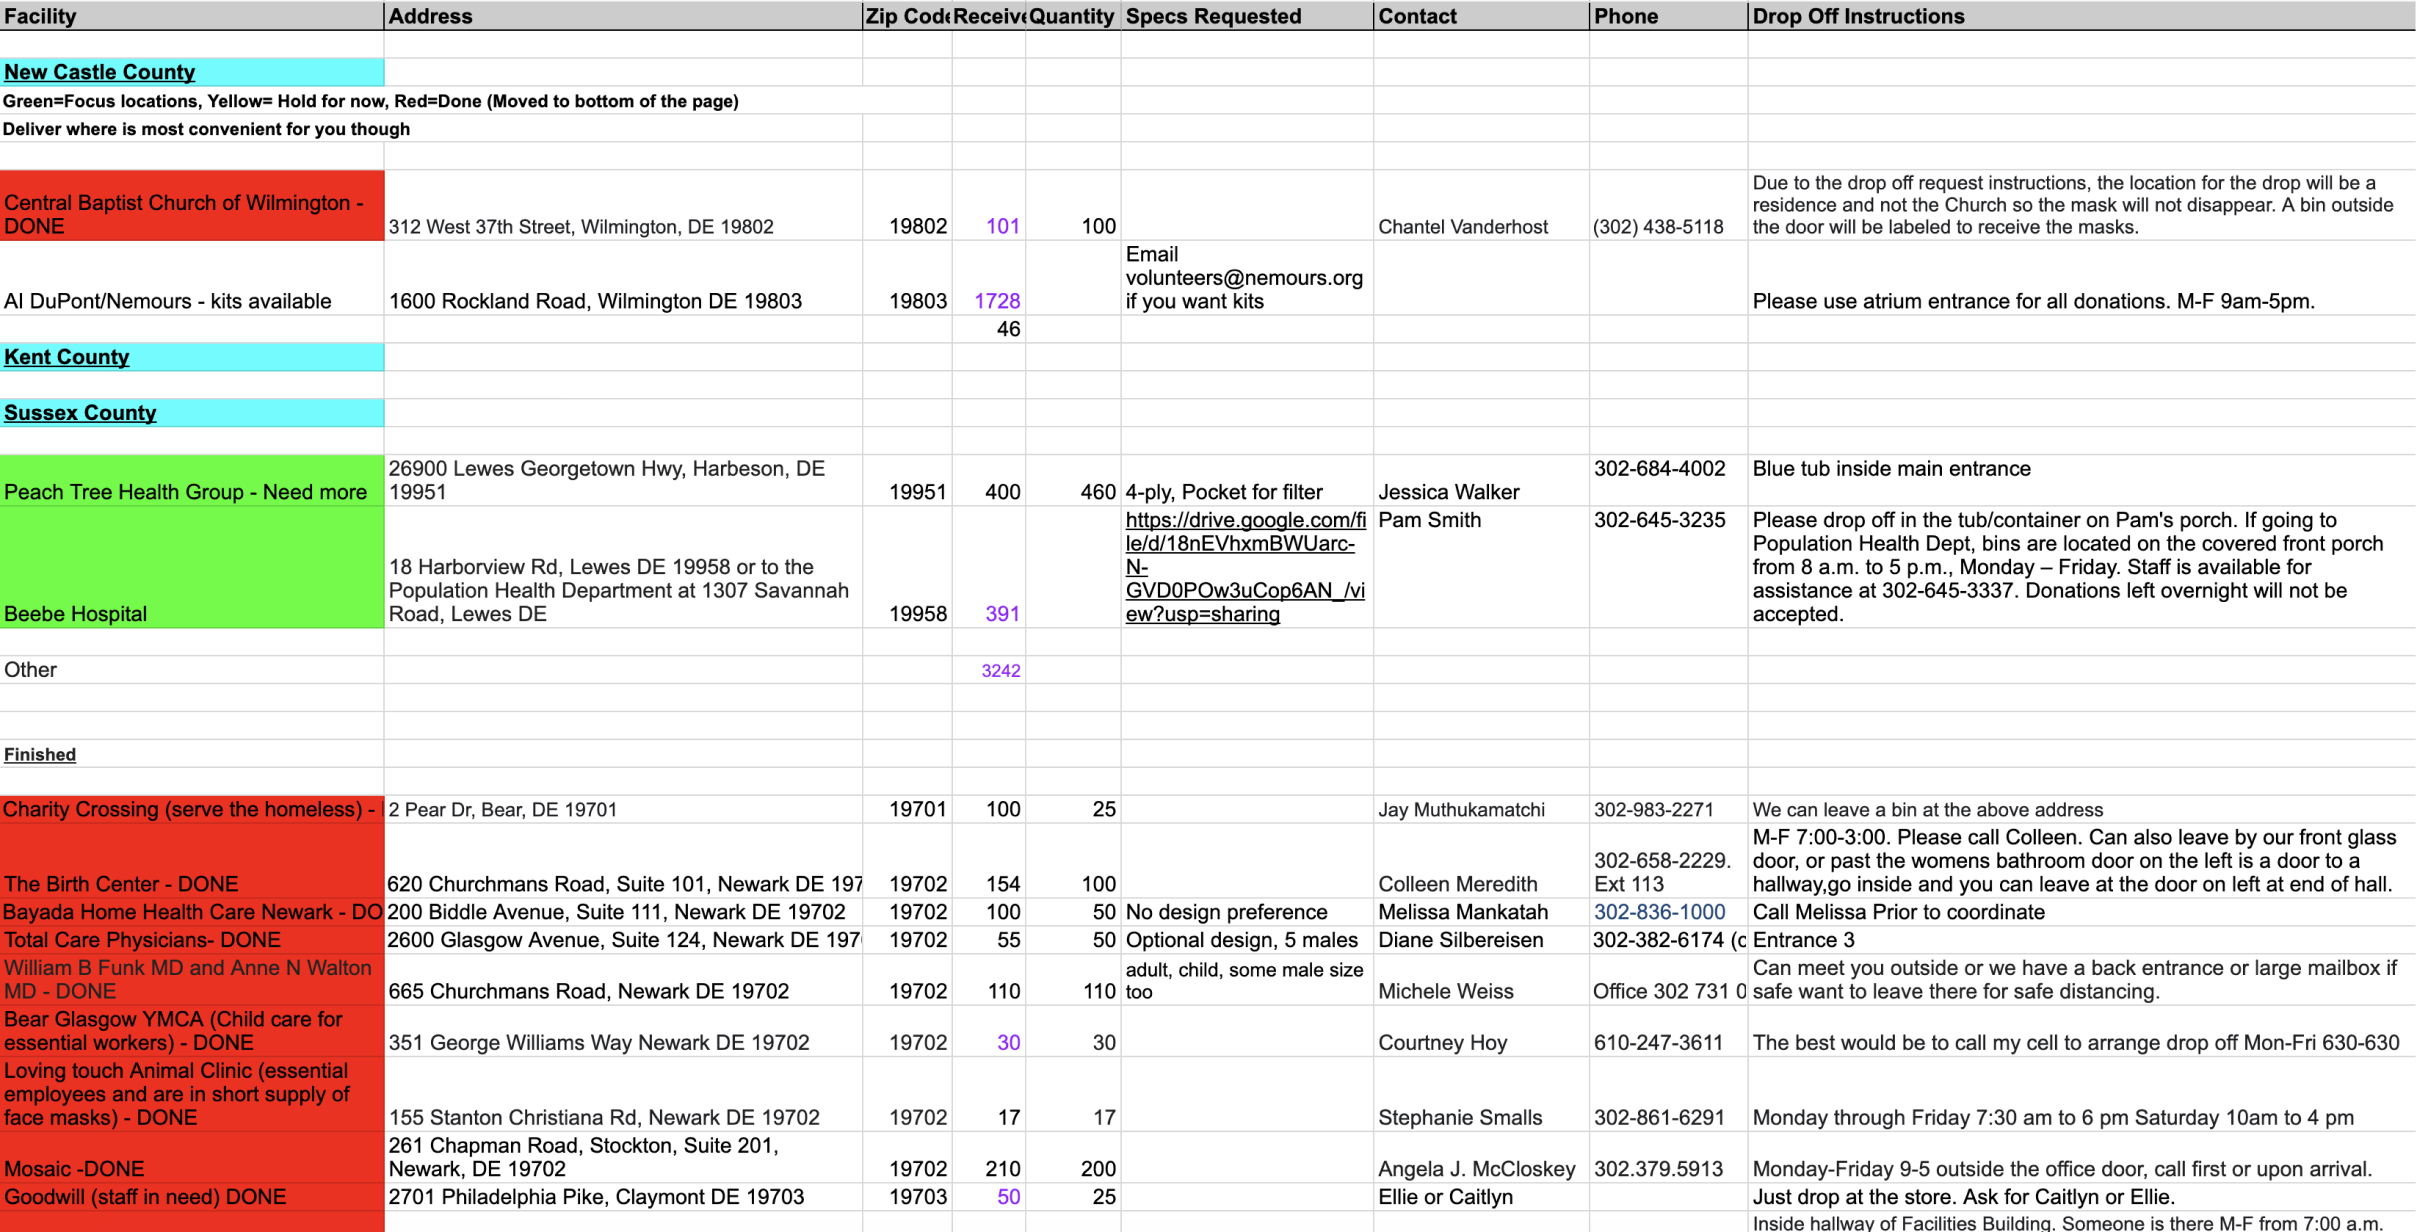 Facility Address Zip Code Receive Quantity Specs Requested Contact Phone Drop Off Instructions
New Castle County
Green=Focus locations, Yellow= Hold for now, Red=Done (Moved to bottom of the page)
Deliver where is most convenient for you though
Central Baptist Church of Wilmington -
DONE
312 West 37th Street, Wilmington, DE 19802
19802
101
100
Chantel Vanderhost
(302) 438-5118
Due to the drop off request instructions, the location for the drop will be a
residence and not the Church so the mask will not disappear. A bin outside
the door will be labeled to receive the masks.
AI DuPont/Nemours - kits available
1600 Rockland Road, Wilmington DE 19803
19803
1728
Email
volunteers@nemours.org
if you want kits
Please use atrium entrance for all donations. M-F 9am-5pm.
46
Kent County
Sussex County
Peach Tree Health Group - Need more
26900 Lewes Georgetown Hwy, Harbeson, DE
19951
19951
400
460
4-ply, Pocket for filter
Jessica Walker
302-684-4002
Blue tub inside main entrance
Beebe Hospital
18 Harborview Rd, Lewes DE 19958 or to the
Population Health Department at 1307 Savannah
Road, Lewes DE
19958
391
https://drive.google.com/fi
le/d/18nEVhxmBWUarc-
N-
GVD0POw3uCop6AN_/vi
ew?usp=sharing
Pam Smith
302-645-3235
Please drop off in the tub/container on Pam's porch. If going to
Population Health Dept, bins are located on the covered front porch
from 8 a.m. to 5 p.m., Monday – Friday. Staff is available for
assistance at 302-645-3337. Donations left overnight will not be
accepted.
Other
3242
Finished
Charity Crossing (serve the homeless) -
2 Pear Dr, Bear, DE 19701
19701
100
25
Jay Muthukamatchi
302-983-2271
We can leave a bin at the above address
The Birth Center - DONE
620 Churchmans Road, Suite 101, Newark DE 197
19702
154
100
Colleen Meredith
302-658-2229.
Ext 113
M-F 7:00-3:00. Please call Colleen. Can also leave by our front glass
door, or past the womens bathroom door on the left is a door to a
hallway,go inside and you can leave at the door on left at end of hall.
Bayada Home Health Care Newark - DO
200 Biddle Avenue, Suite 111, Newark DE 19702
19702
100
50
No design preference
Melissa Mankatah
302-836-1000
Call Melissa Prior to coordinate
Total Care Physicians- DONE
2600 Glasgow Avenue, Suite 124, Newark DE 197
19702
55
50
Optional design, 5 males
Diane Silbereisen
302-382-6174 (c
Entrance 3
William B Funk MD and Anne N Walton
MD - DONE
665 Churchmans Road, Newark DE 19702
19702
110
110
adult, child, some male size
too
Michele Weiss
Office 302 731 0
Can meet you outside or we have a back entrance or large mailbox if
safe want to leave there for safe distancing.
Bear Glasgow YMCA (Child care for
essential workers) - DONE
351 George Williams Way Newark DE 19702
19702
30
30
Courtney Hoy
610-247-3611
The best would be to call my cell to arrange drop off Mon-Fri 630-630
Loving touch Animal Clinic (essential
employees and are in short supply of
face masks) - DONE
155 Stanton Christiana Rd, Newark DE 19702
19702
17
17
Stephanie Smalls
302-861-6291
Monday through Friday 7:30 am to 6 pm Saturday 10am to 4 pm
Mosaic -DONE
261 Chapman Road, Stockton, Suite 201,
Newark, DE 19702
19702
210
200
Angela J. McCloskey
302.379.5913
Monday-Friday 9-5 outside the office door, call first or upon arrival.
Goodwill (staff in need) DONE
2701 Philadelphia Pike, Claymont DE 19703
19703
50
25
Ellie or Caitlyn
Just drop at the store. Ask for Caitlyn or Ellie.
Inside hallway of Facilities Building. Someone is there M-F from 7:00 a.m.